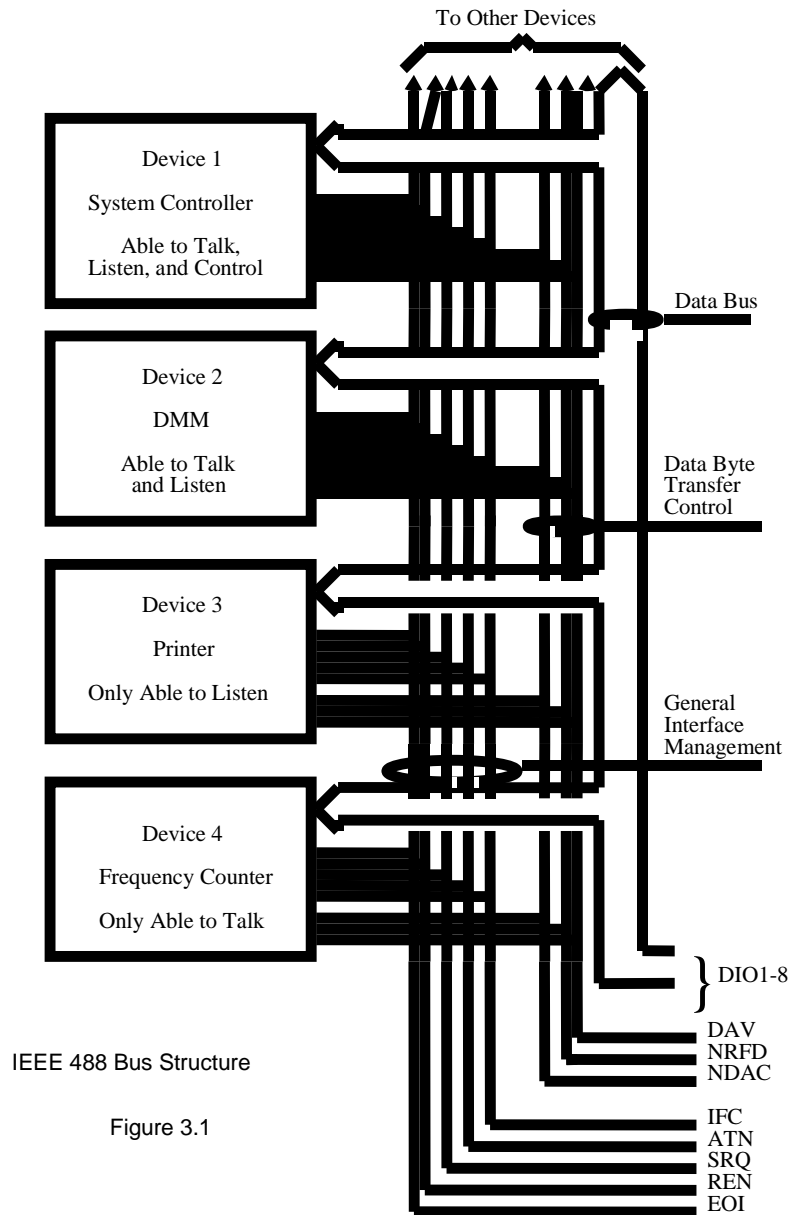 To Other Devices
Device 1
System Controller
Able to Talk,
Listen, and Control
Data Bus
Device 2
DMM
Able to Talk
and Listen
Data Byte
Transfer
Control
Device 3
Printer
Only Able to Listen
General
Interface
Management
Device 4
Frequency Counter
Only Able to Talk
} DIO1-8
DAV
NRFD
NDAC
IFC
ATN
SRQ
REN
EOI
IEEE 488 Bus Structure
Figure 3.1